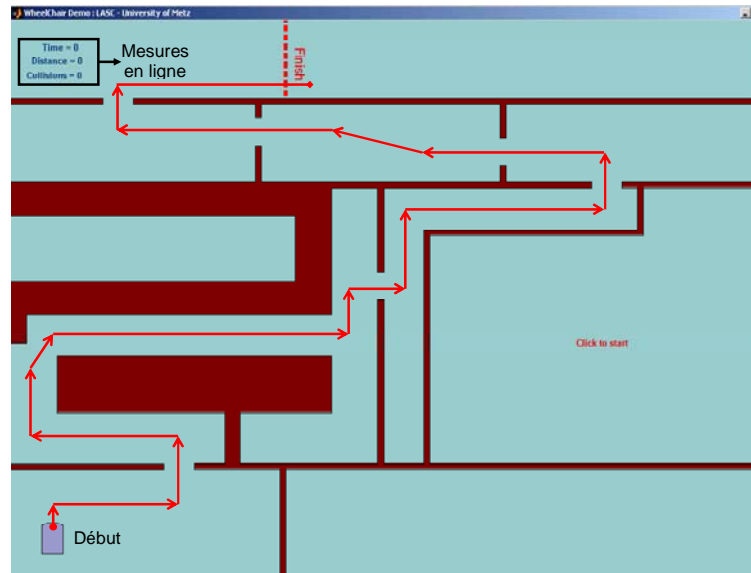 WheelChair Demo : LASC - University of Metz
Time = 0
Distance = 0
Collisions = 0
Mesures
en ligne
Finish
Click to start
Début